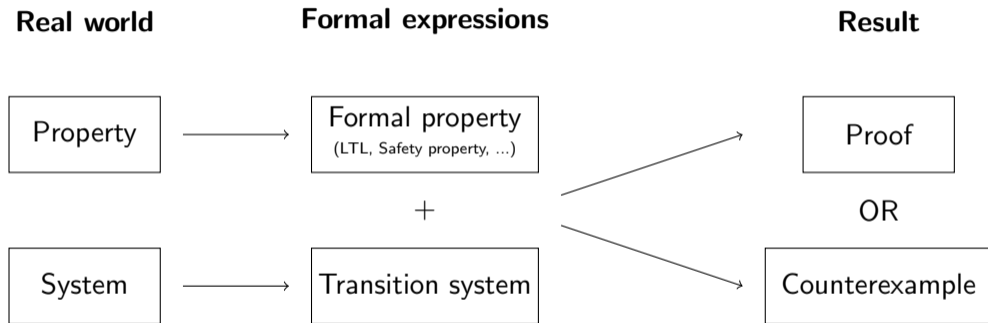 Real world
Formal expressions
Result
Property
Formal property
(LTL, Safety property, ...)
Proof
+
OR
System
Transition system
Counterexample